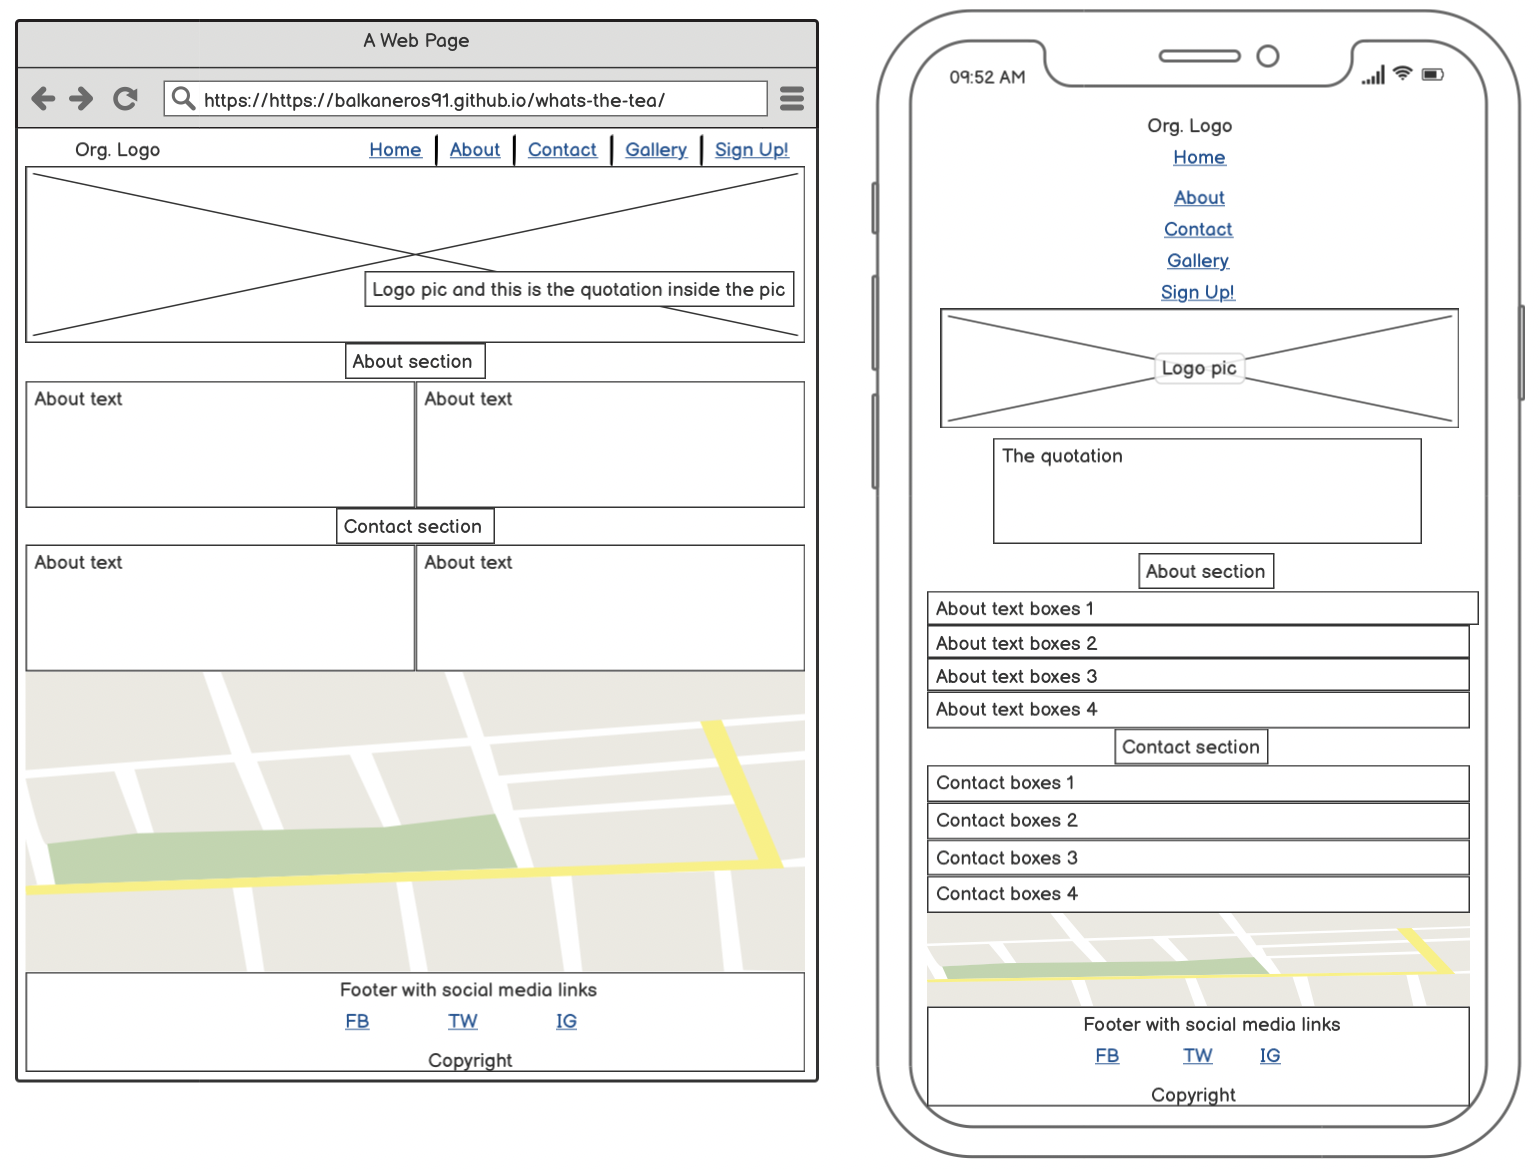 A Web Page
https://https://balkaneros91.github.io/whats-the-tea/
Org. Logo
Home About Contact Gallery Sign Up!
Logo pic and this is the quotation inside the pic
About section
About text About text
Contact section
About text About text
Footer with social media links
FB TW IG
Copyright
09:52 AM
Org. Logo
Home
About
Contact
Gallery
Sign Up!
Logo pic
The quotation
About section
About text boxes 1
About text boxes 2
About text boxes 3
About text boxes 4
Contact section
Contact boxes 1
Contact boxes 2
Contact boxes 3
Contact boxes 4
Footer with social media links
FB TW IG
Copyright